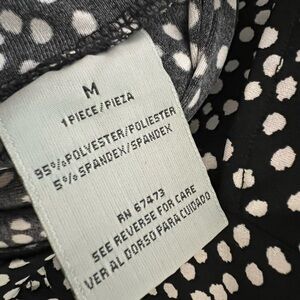 M
1 PIECE/PIEZA
95% POLYESTER/POLIESTER
5% SPANDEX/SPANDEX
RN 67473
SEE REVERSE FOR CARE
VER AL DORSO PARA CUIDADO